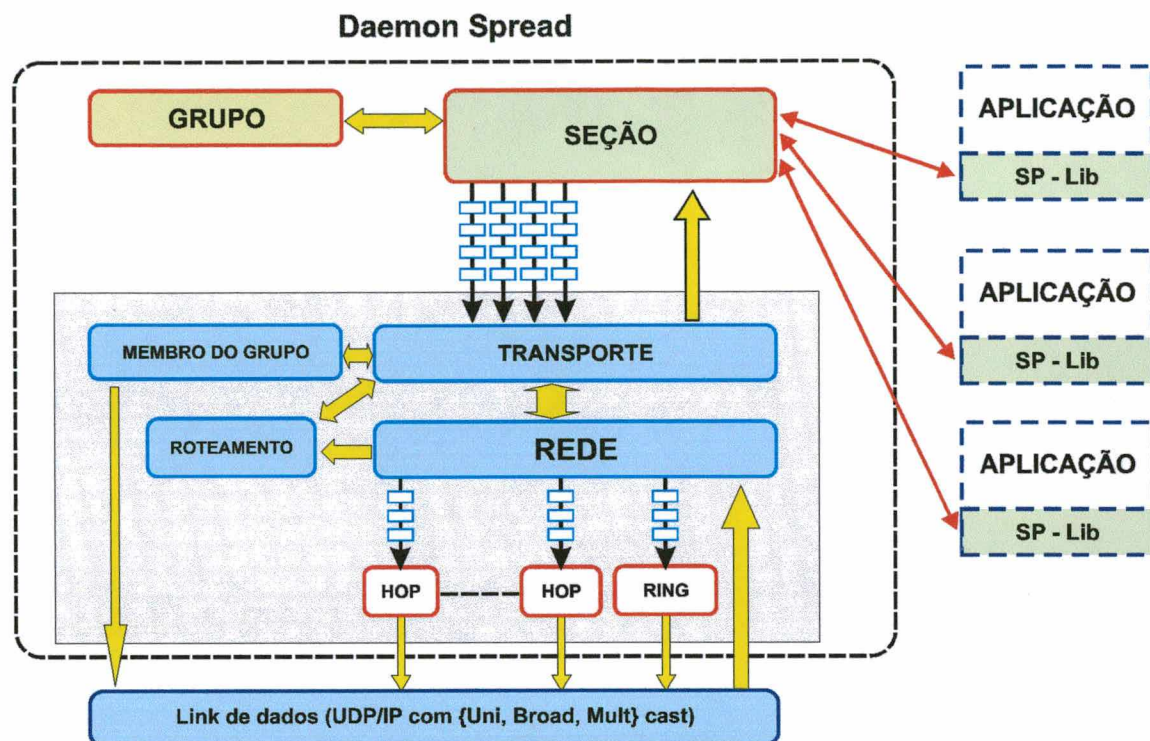 Daemon Spread
GRUPO
SEÇÃO
APLICAÇÃO
SP - Lib
APLICAÇÃO
SP - Lib
APLICAÇÃO
SP - Lib
MEMBRO DO GRUPO
TRANSPORTE
ROTEAMENTO
REDE
HOP
HOP
RING
Link de dados (UDP/IP com {Uni, Broad, Mult} cast)